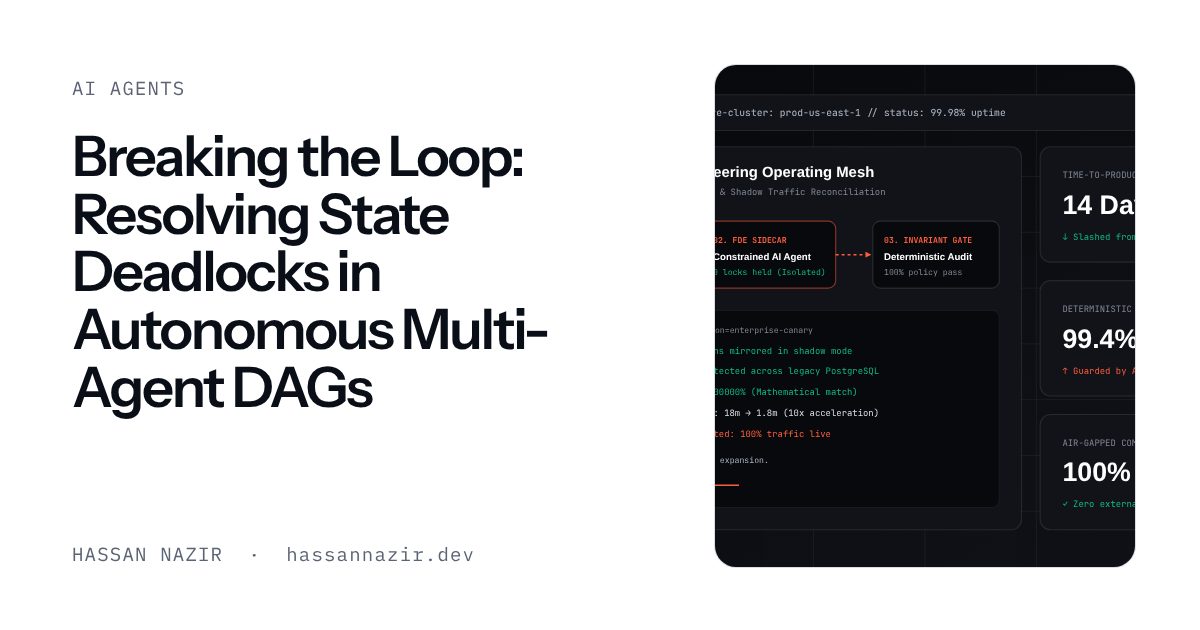 AI AGENTS
Breaking the Loop:
Resolving State
Deadlocks in
Autonomous Multi-
Agent DAGs
HASSAN NAZIR · hassannazir.dev
-cluster: prod-us-east-1 // status: 99.98% uptime
eering Operating Mesh
& Shadow Traffic Reconciliation
02. FDE SIDECAR
Constrained AI Agent
locks held (Isolated)
03. INVARIANT GATE
Deterministic Audit
100% policy pass
on=enterprise-canary
ns mirrored in shadow mode
tected across legacy PostgreSQL
00000% (Mathematical match)
: 18m → 1.8m (10x acceleration)
ted: 100% traffic live
expansion.
TIME-TO-PRODUC
14 Da
↓ Slashed from
DETERMINISTIC
99.4%
↑ Guarded by
AIR-GAPPED COM
100%
✓ Zero externa